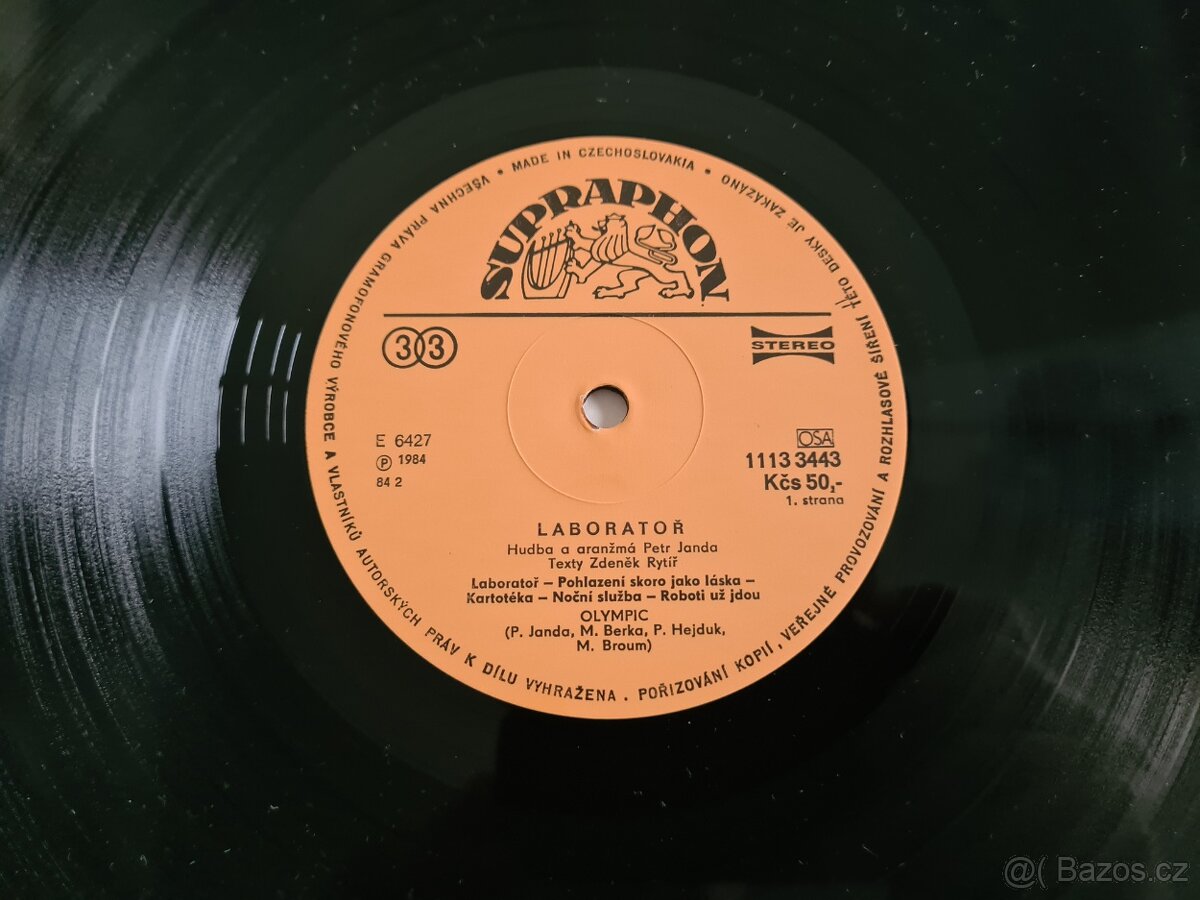 VŠECHNA PRÁVA GRAMOFONOVÉHO VÝROBCE A VLASTNÍKŮ AUTORSKÝCH PRÁV K DÍLU VYHRAŽENA . POŘIZOVÁNÍ KOPIÍ, VEŘEJNÉ PROVOZOVÁNÍ A ROZHLASOVÉ ŠÍŘENÍ TÉTO DESKY JE ZAKÁZÁNO
• MADE IN CZECHOSLOVAKIA •
SUPRAPHON
33
STEREO
E 6427
Ⓟ 1984
84 2
OSA
1113 3443
Kčs 50,-
1. strana
LABORATOŘ
Hudba a aranžmá Petr Janda
Texty Zdeněk Rytíř
Laboratoř – Pohlazení skoro jako láska –
Kartotéka – Noční služba – Roboti už jdou
OLYMPIC
(P. Janda, M. Berka, P. Hejduk,
M. Broum)
@( Bazos.cz